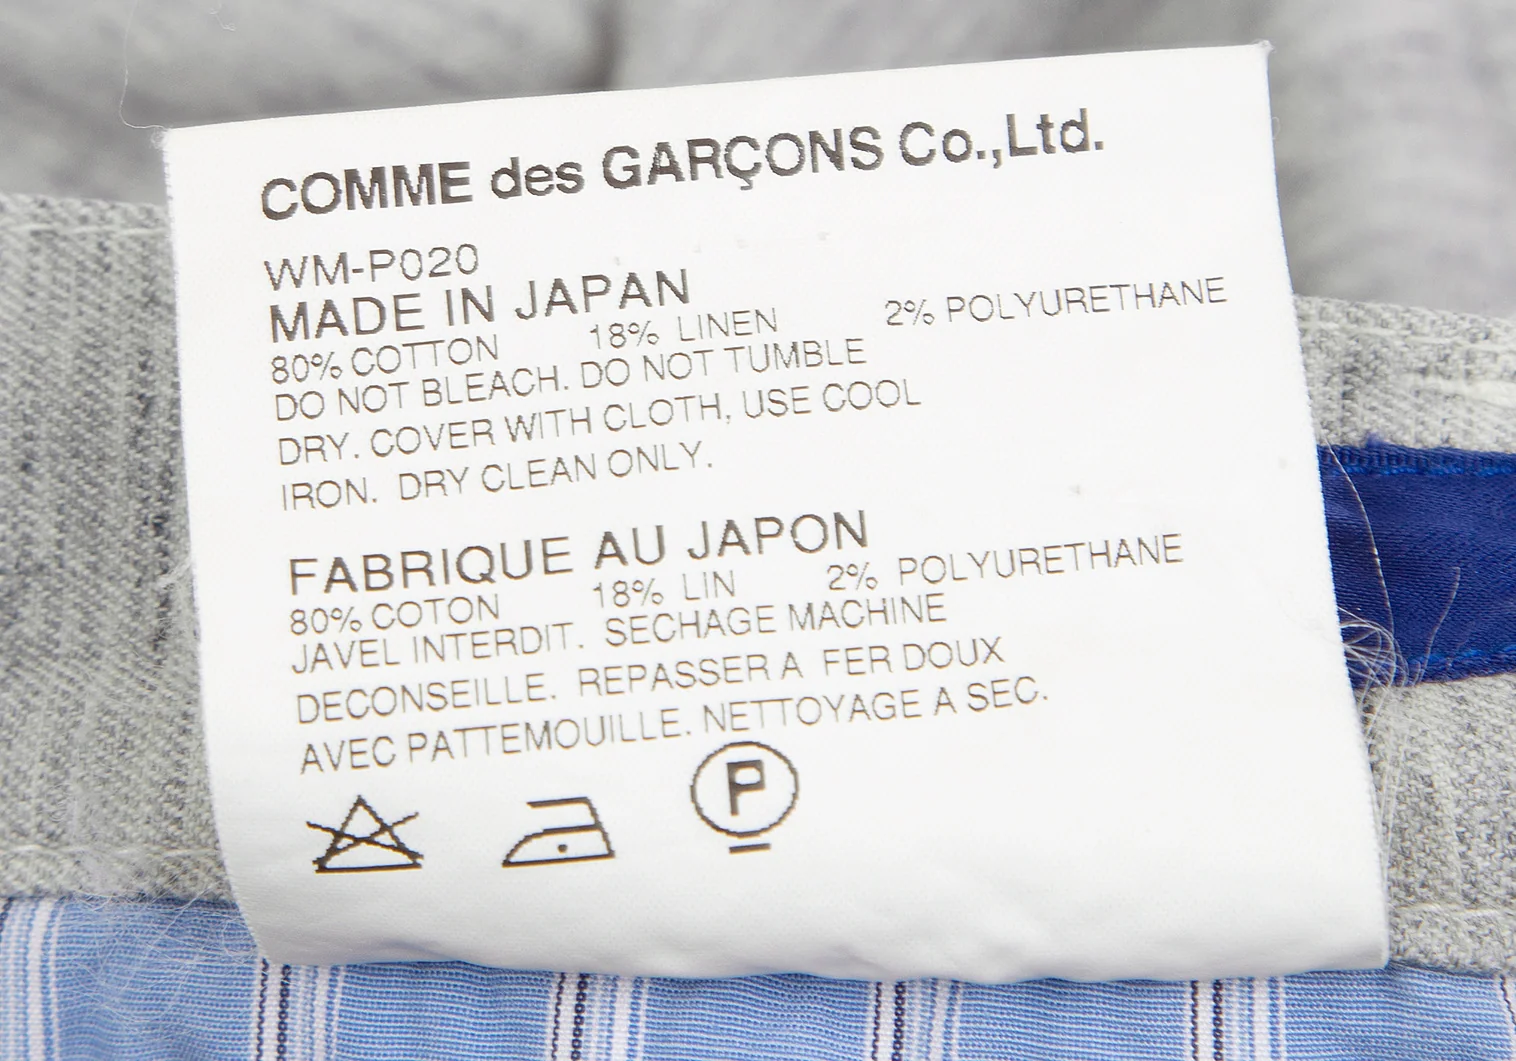 COMME des GARÇONS Co.,Ltd.
WM-P020
MADE IN JAPAN
80% COTTON 18% LINEN 2% POLYURETHANE
DO NOT BLEACH. DO NOT TUMBLE
DRY. COVER WITH CLOTH, USE COOL
IRON. DRY CLEAN ONLY.
FABRIQUE AU JAPON
80% COTON 18% LIN 2% POLYURETHANE
JAVEL INTERDIT. SECHAGE MACHINE
DECONSEILLE. REPASSER A FER DOUX
AVEC PATTEMOUILLE. NETTOYAGE A SEC.
P